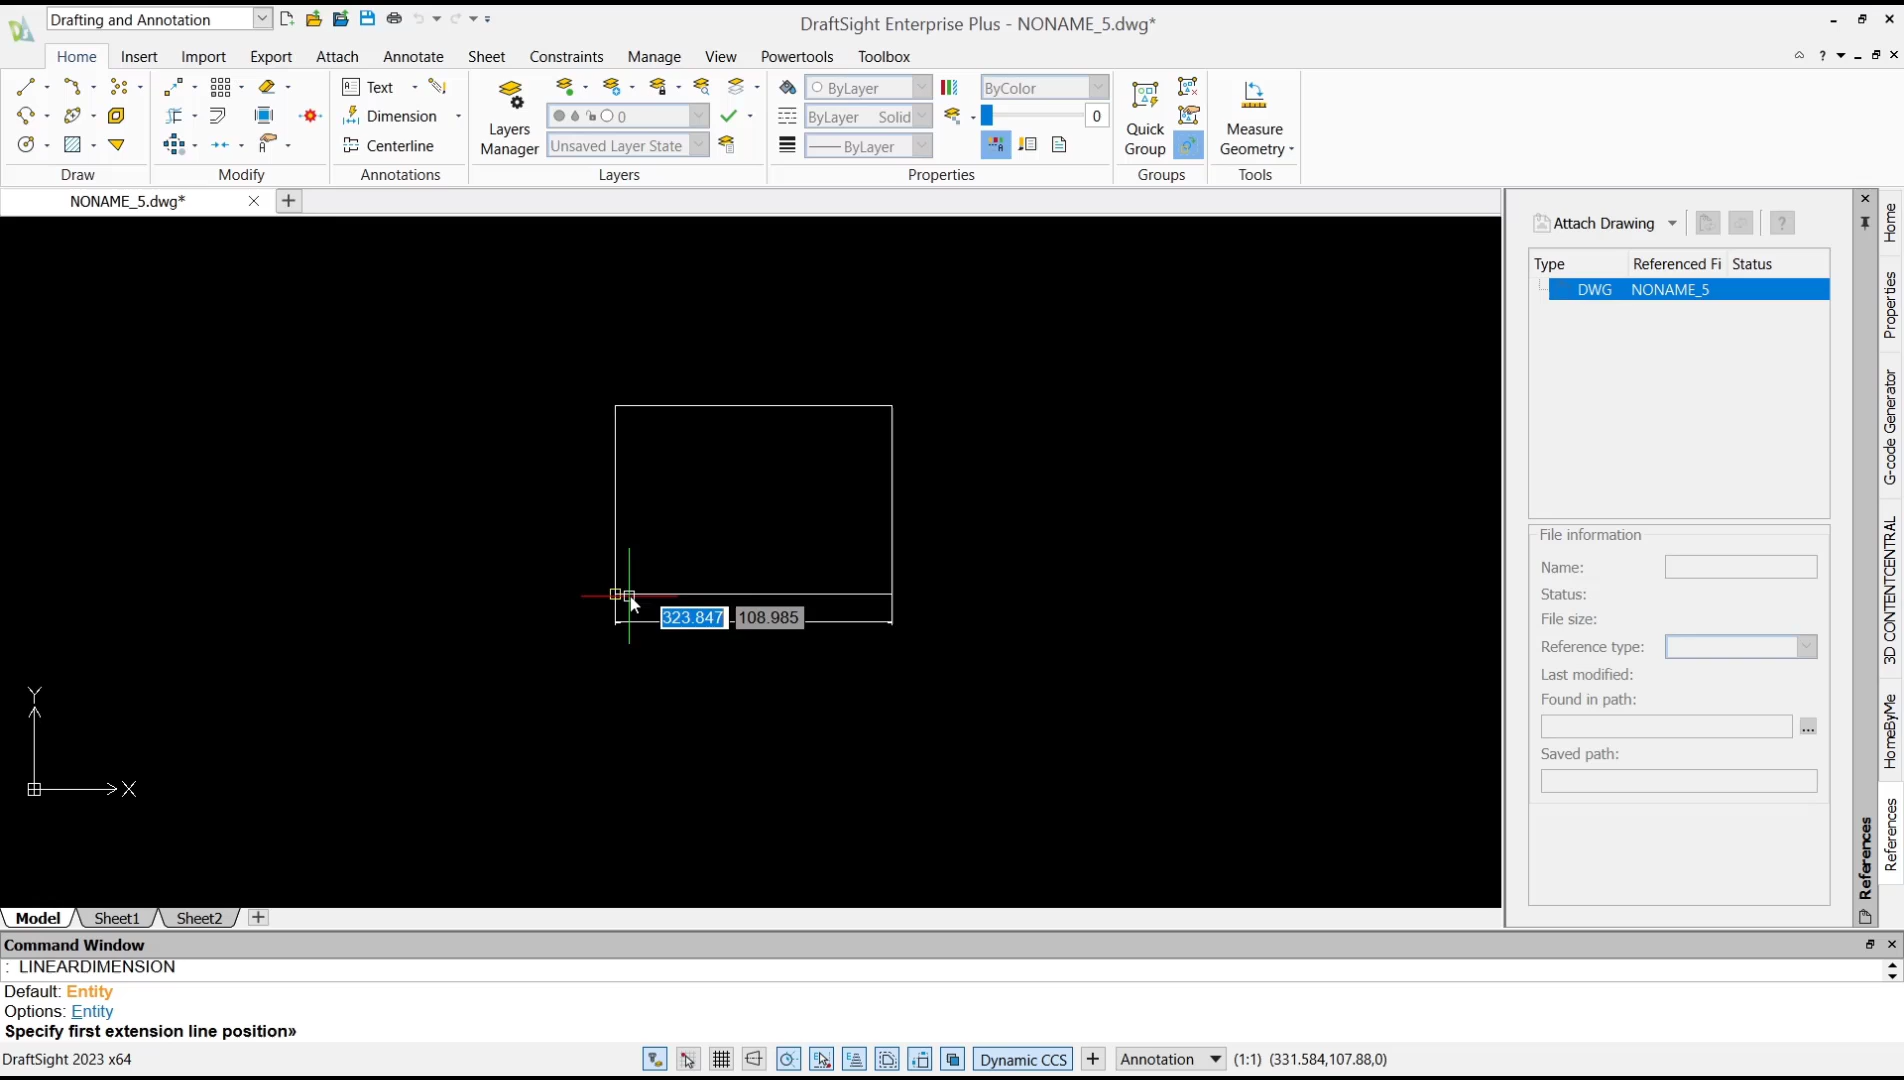 Drafting and Annotation
DraftSight Enterprise Plus - NONAME_5.dwg*
Home Insert Import Export Attach Annotate Sheet Constraints Manage View Powertools Toolbox
?
Text
Dimension
Centerline
Layers
Manager
0
Unsaved Layer State
ByLayer
ByLayer Solid
ByLayer
ByColor
0
Quick
Group
Measure
Geometry
Draw Modify Annotations Layers Properties Groups Tools
NONAME_5.dwg*
Attach Drawing
?
Type Referenced Fi Status
DWG NONAME_5
File information
Name:
Status:
File size:
Reference type:
Last modified:
Found in path:
...
Saved path:
References
Home
Properties
G-code Generator
3D CONTENTCENTRAL
HomeByMe
References
323.847 108.985
Y
X
Model Sheet1 Sheet2
Command Window
: LINEARDIMENSION
Default: Entity
Options: Entity
Specify first extension line position»
DraftSight 2023 x64
Dynamic CCS
Annotation
(1:1) (331.584,107.88,0)